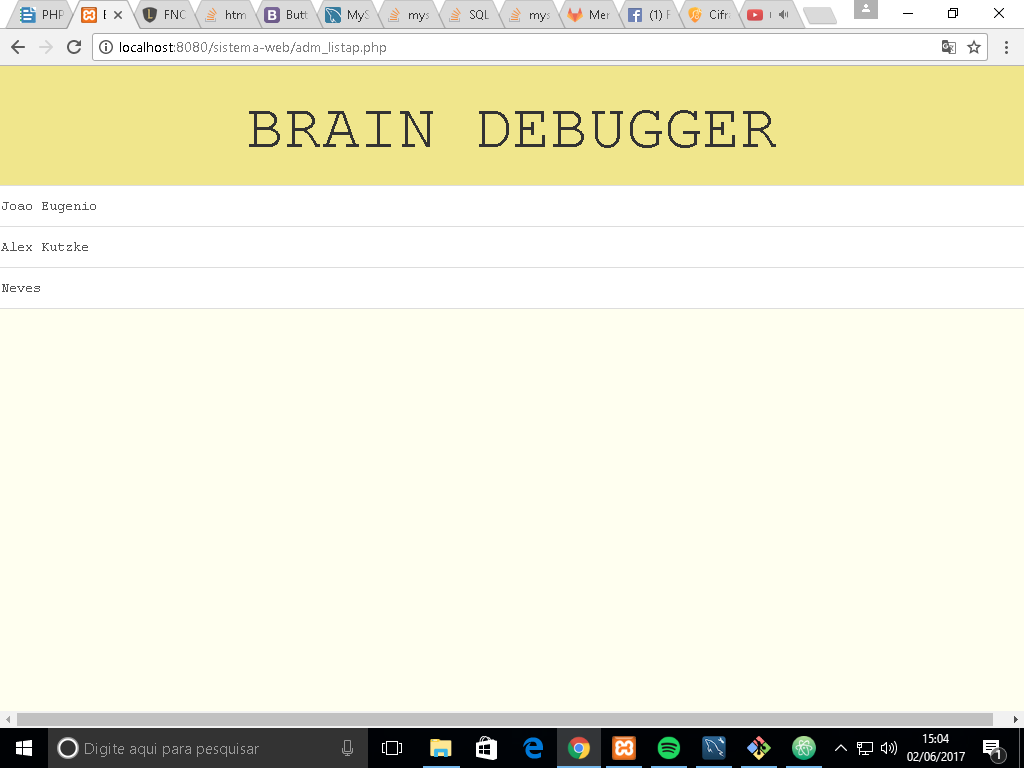 PHP E FNC htm Butt MyS mys SQL mys Mer (1) F Cifr
localhost:8080/sistema-web/adm_listap.php
BRAIN DEBUGGER
Joao Eugenio
Alex Kutzke
Neves
Digite aqui para pesquisar
15:04
02/06/2017
1